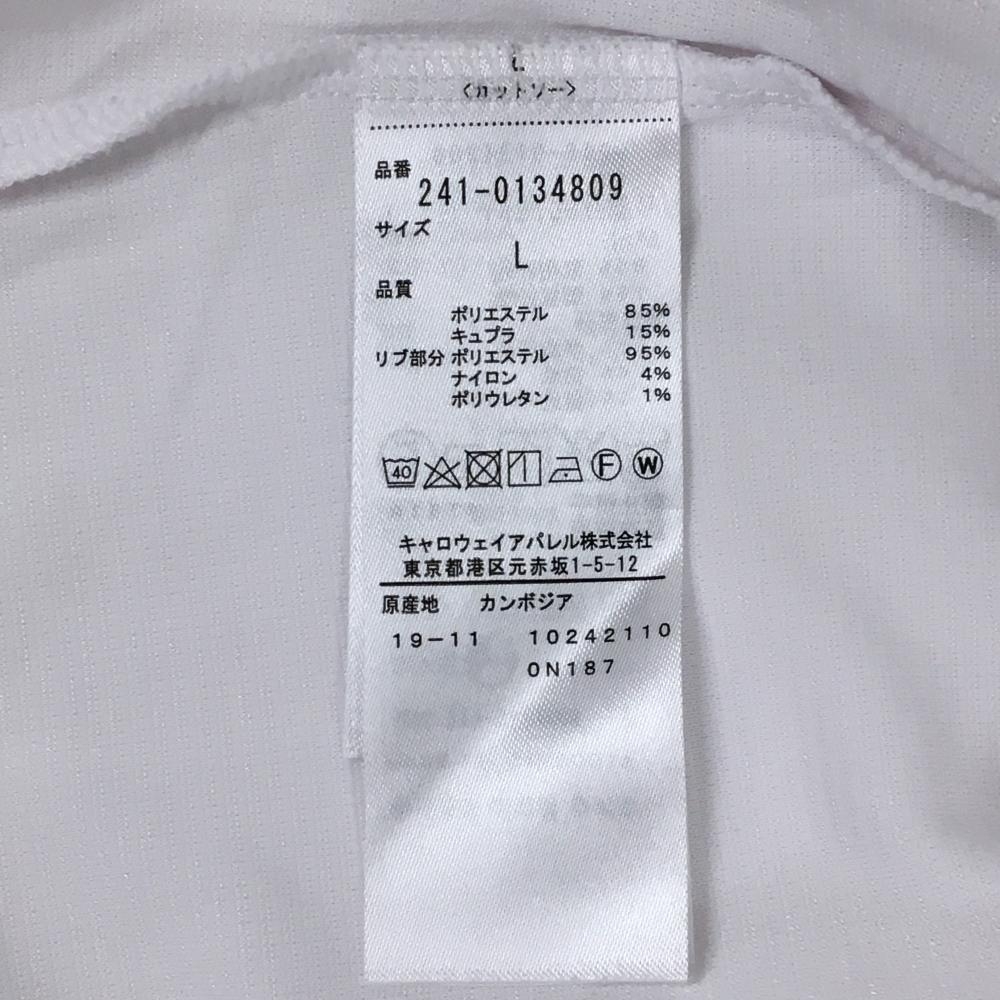 L
<カットソー>
品番
241-0134809
サイズ
L
品質
ポリエステル 85%
キュプラ 15%
リブ部分 ポリエステル 95%
ナイロン 4%
ポリウレタン 1%
40 F W
キャロウェイアパレル株式会社
東京都港区元赤坂1-5-12
原産地 カンボジア
19-11 10242110
0N187